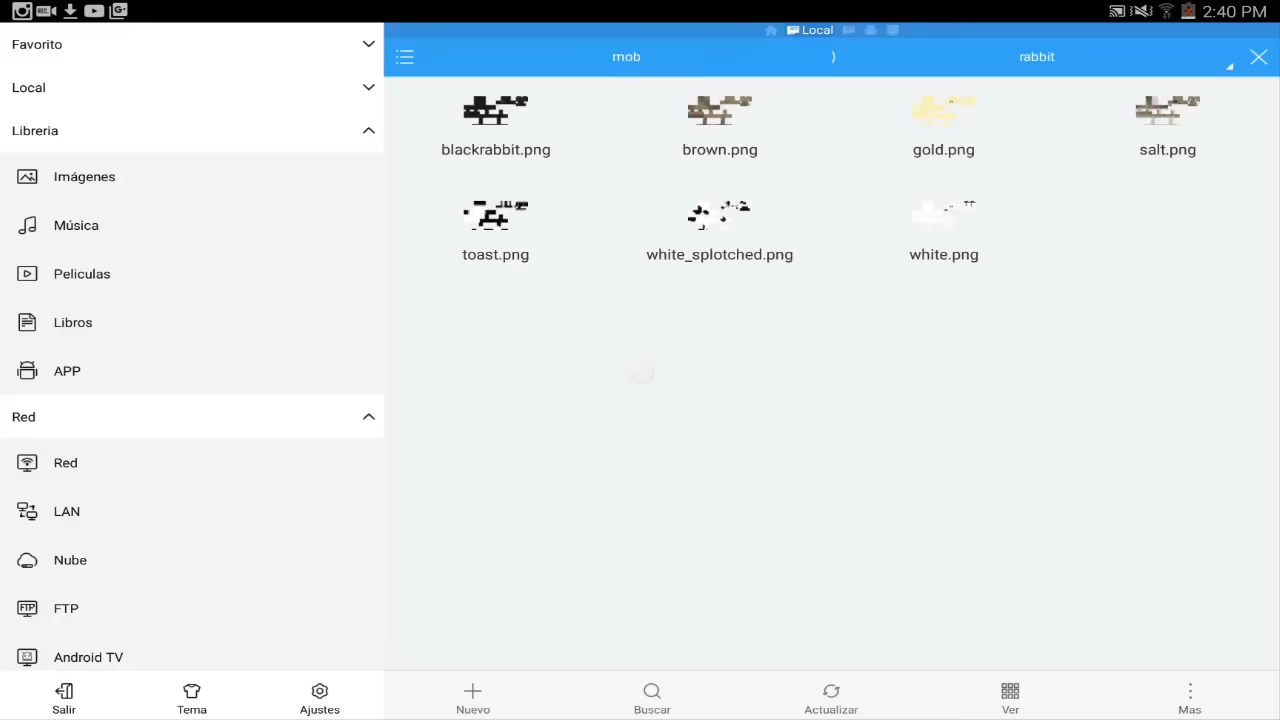 REC
G+
2:40 PM
Favorito
Local
Libreria
Imágenes
Música
Peliculas
Libros
APP
Red
Red
LAN
Nube
FTP
FTP
Android TV
Salir
Tema
Ajustes
Local
mob
rabbit
blackrabbit.png
brown.png
gold.png
salt.png
toast.png
white_splotched.png
white.png
Nuevo
Buscar
Actualizar
Ver
Mas